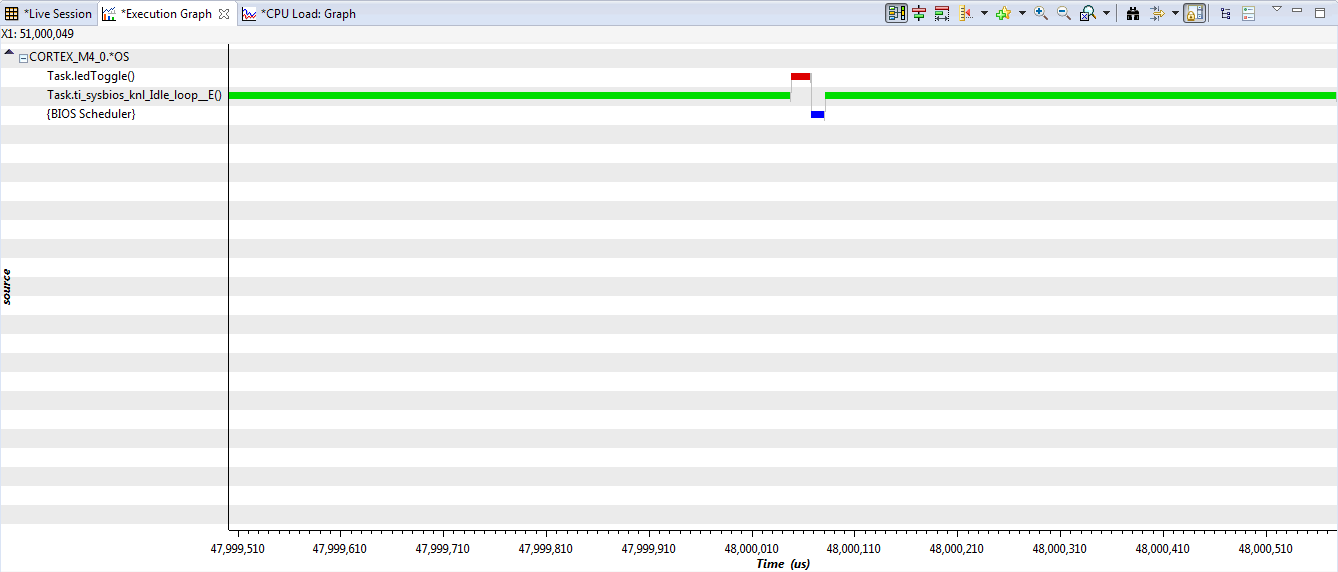 *Live Session *Execution Graph *CPU Load: Graph
X1: 51,000,049
CORTEX_M4_0.*OS
Task.ledToggle()
Task.ti_sysbios_knl_Idle_loop__E()
{BIOS Scheduler}
source
47,999,510 47,999,610 47,999,710 47,999,810 47,999,910 48,000,010 48,000,110 48,000,210 48,000,310 48,000,410 48,000,510
Time (us)